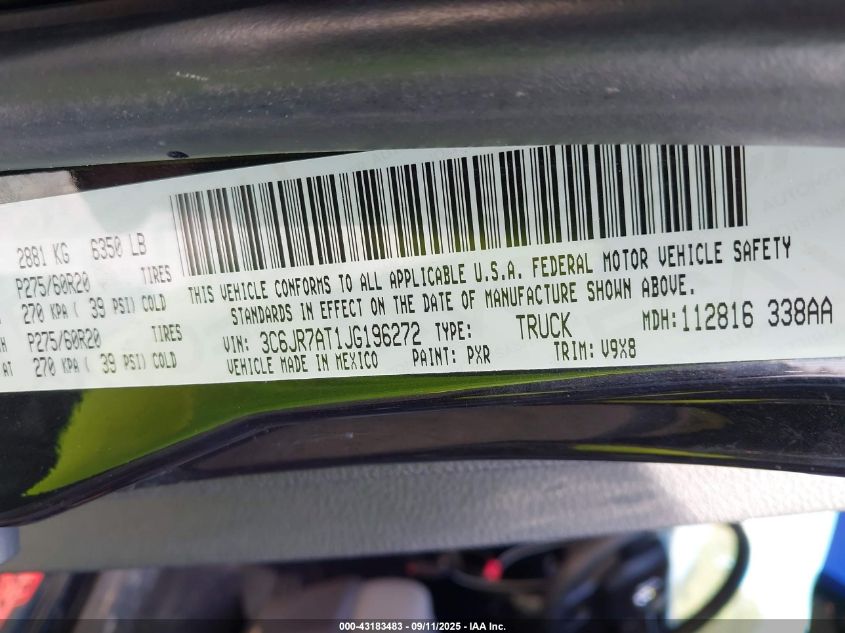 2881 KG 6350 LB
P275/60R20 TIRES
270 KPA ( 39 PSI) COLD
P275/60R20 TIRES
AT 270 KPA ( 39 PSI) COLD
THIS VEHICLE CONFORMS TO ALL APPLICABLE U.S.A. FEDERAL MOTOR VEHICLE SAFETY
STANDARDS IN EFFECT ON THE DATE OF MANUFACTURE SHOWN ABOVE.
VIN: 3C6JR7AT1JG196272 TYPE: TRUCK MDH: 112816 338AA
VEHICLE MADE IN MEXICO PAINT: PXR TRIM: V9X8
000-43183483 - 09/11/2025 - IAA Inc.